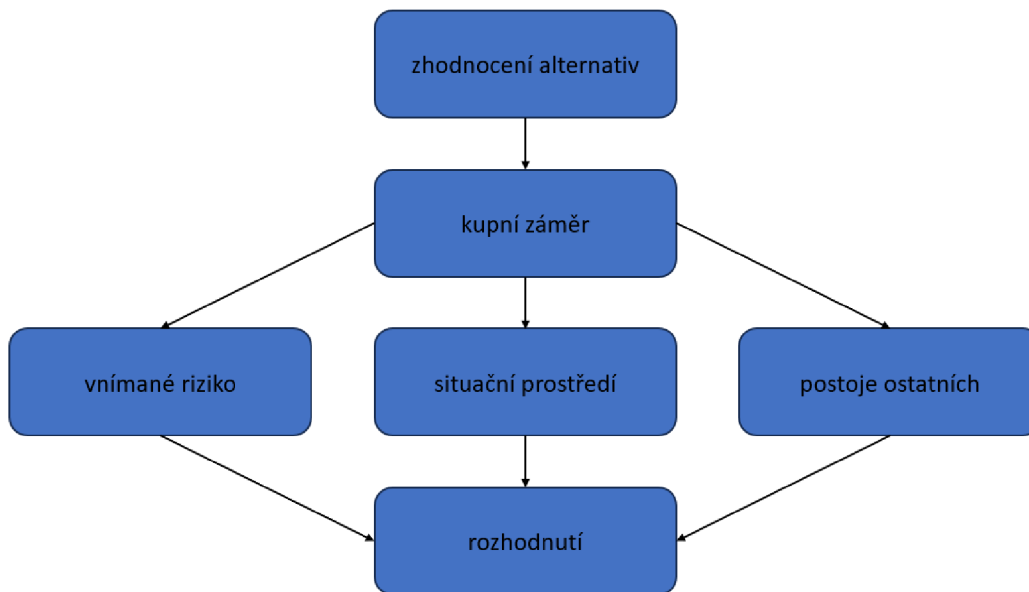 zhodnocení alternativ
kupní záměr
vnímané riziko
situační prostředí
postoje ostatních
rozhodnutí